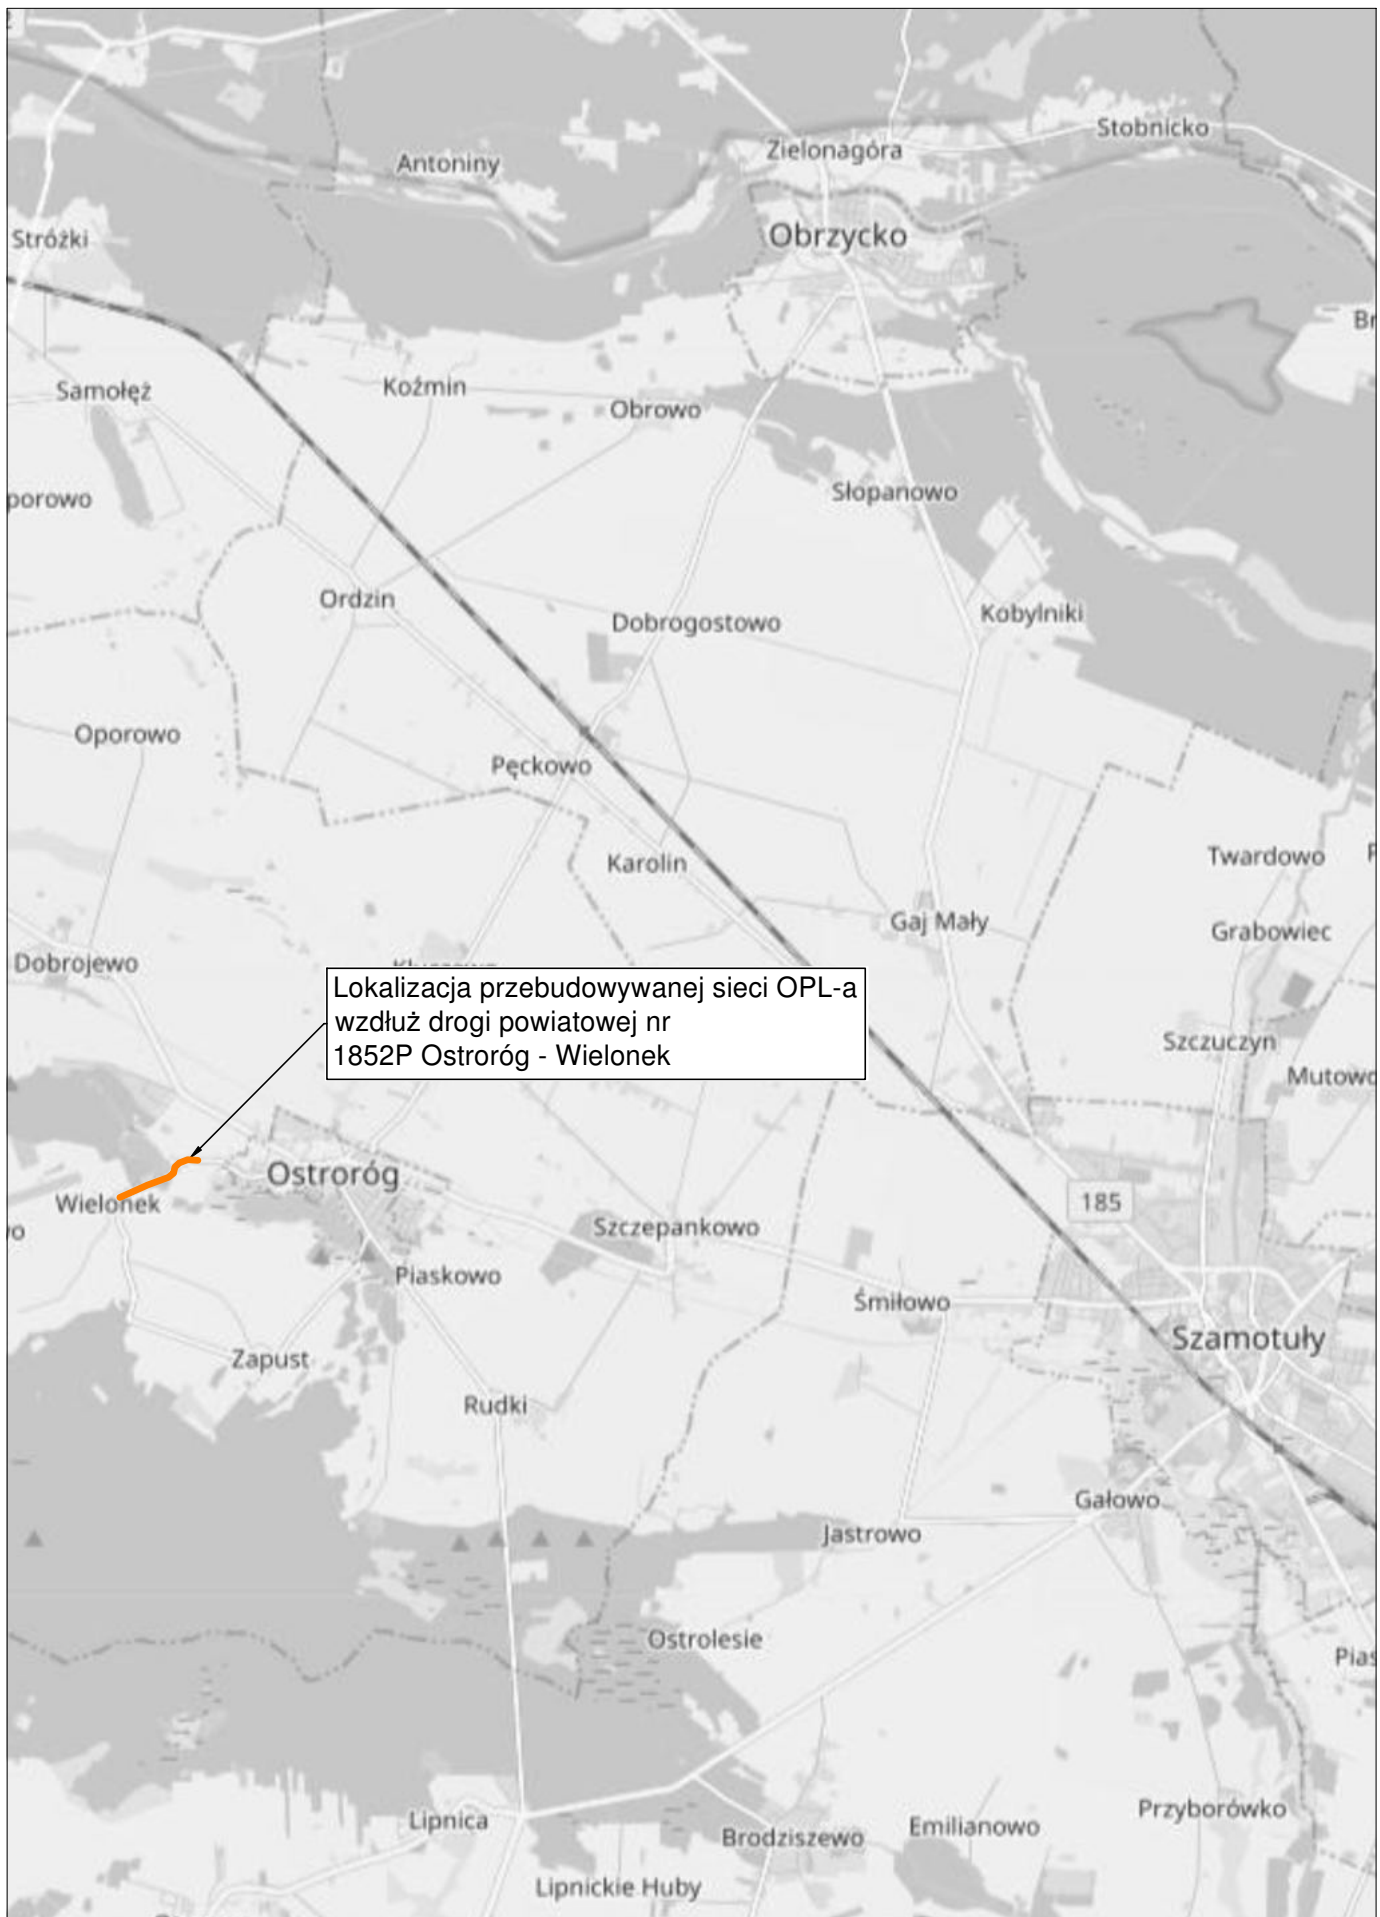 Stobnicko
Zielonagóra
Antoniny
Obrzycko
Stróżki
Samołęż
Koźmin
Obrowo
Słopanowo
Ordzin
Dobrogostowo
Kobylniki
Oporowo
Pęckowo
Karolin
Twardowo
Gaj Mały
Grabowiec
Dobrojewo
Lokalizacja przebudowywanej sieci OPL-a
wzdłuż drogi powiatowej nr
1852P Ostroróg - Wielonek
Szczuczyn
Ostroróg
Wielonek
185
Szczepankowo
Piaskowo
Śmiłowo
Szamotuły
Zapust
Rudki
Gałowo
Jastrowo
Ostrolesie
Lipnica
Przyborówko
Emilianowo
Brodziszewo
Lipnickie Huby